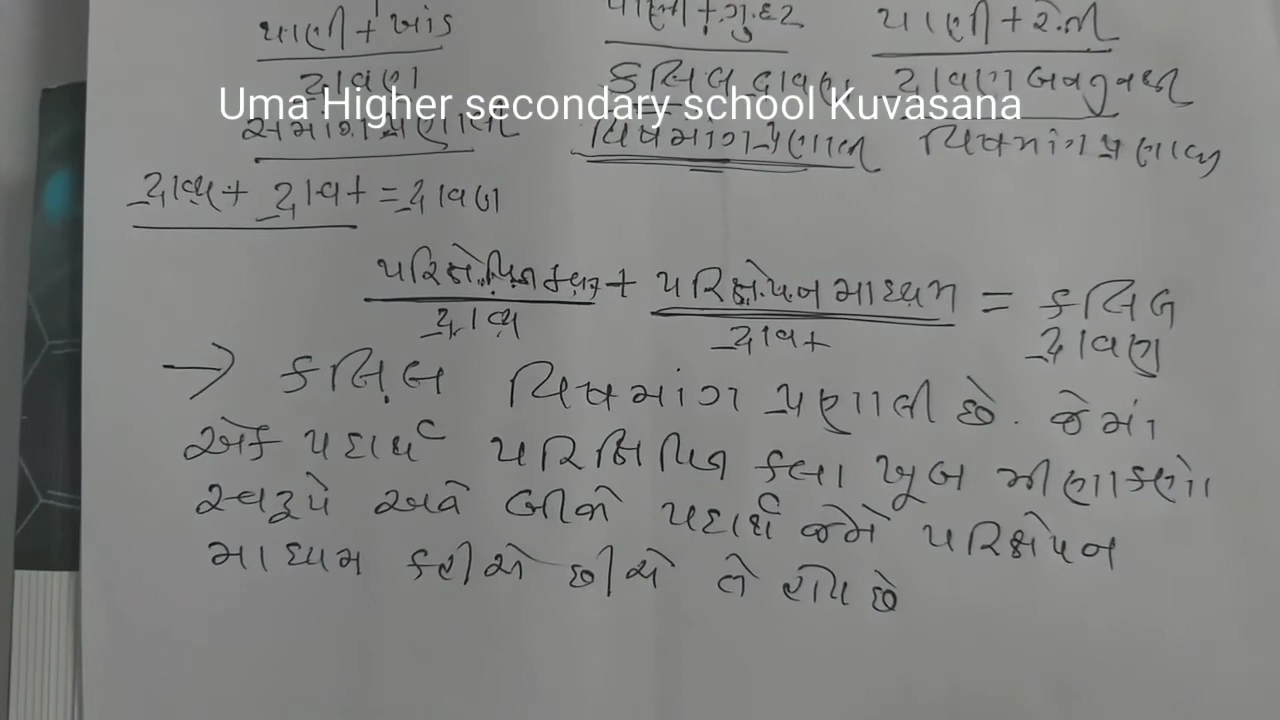 પાણી + ખાંડ પાણી + ગુંદર પાણી + રેતી
દ્રાવણ કલિલ દ્રાવણ દ્રાવણ બનતુ નથી
Uma Higher secondary school Kuvasana
સમાંગ પ્રણાલી વિષમાંગ પ્રણાલી વિષમાંગ પ્રણાલી
દ્રાવ્ય + દ્રાવક = દ્રાવણ
પરિક્ષેપિત કલા + પરિક્ષેપન માધ્યમ = કલિલ
દ્રાવ્ય દ્રાવક દ્રાવણ
→ કલિલ વિષમાંગ પ્રણાલી છે. જેમાં
એક પદાર્થ પરિક્ષિપિત કલા ખૂબ ઝીણા કણો
સ્વરૂપે અને બીજો પદાર્થ જેને પરિક્ષેપન
માધ્યમ કહીએ છીએ તે હોય છે